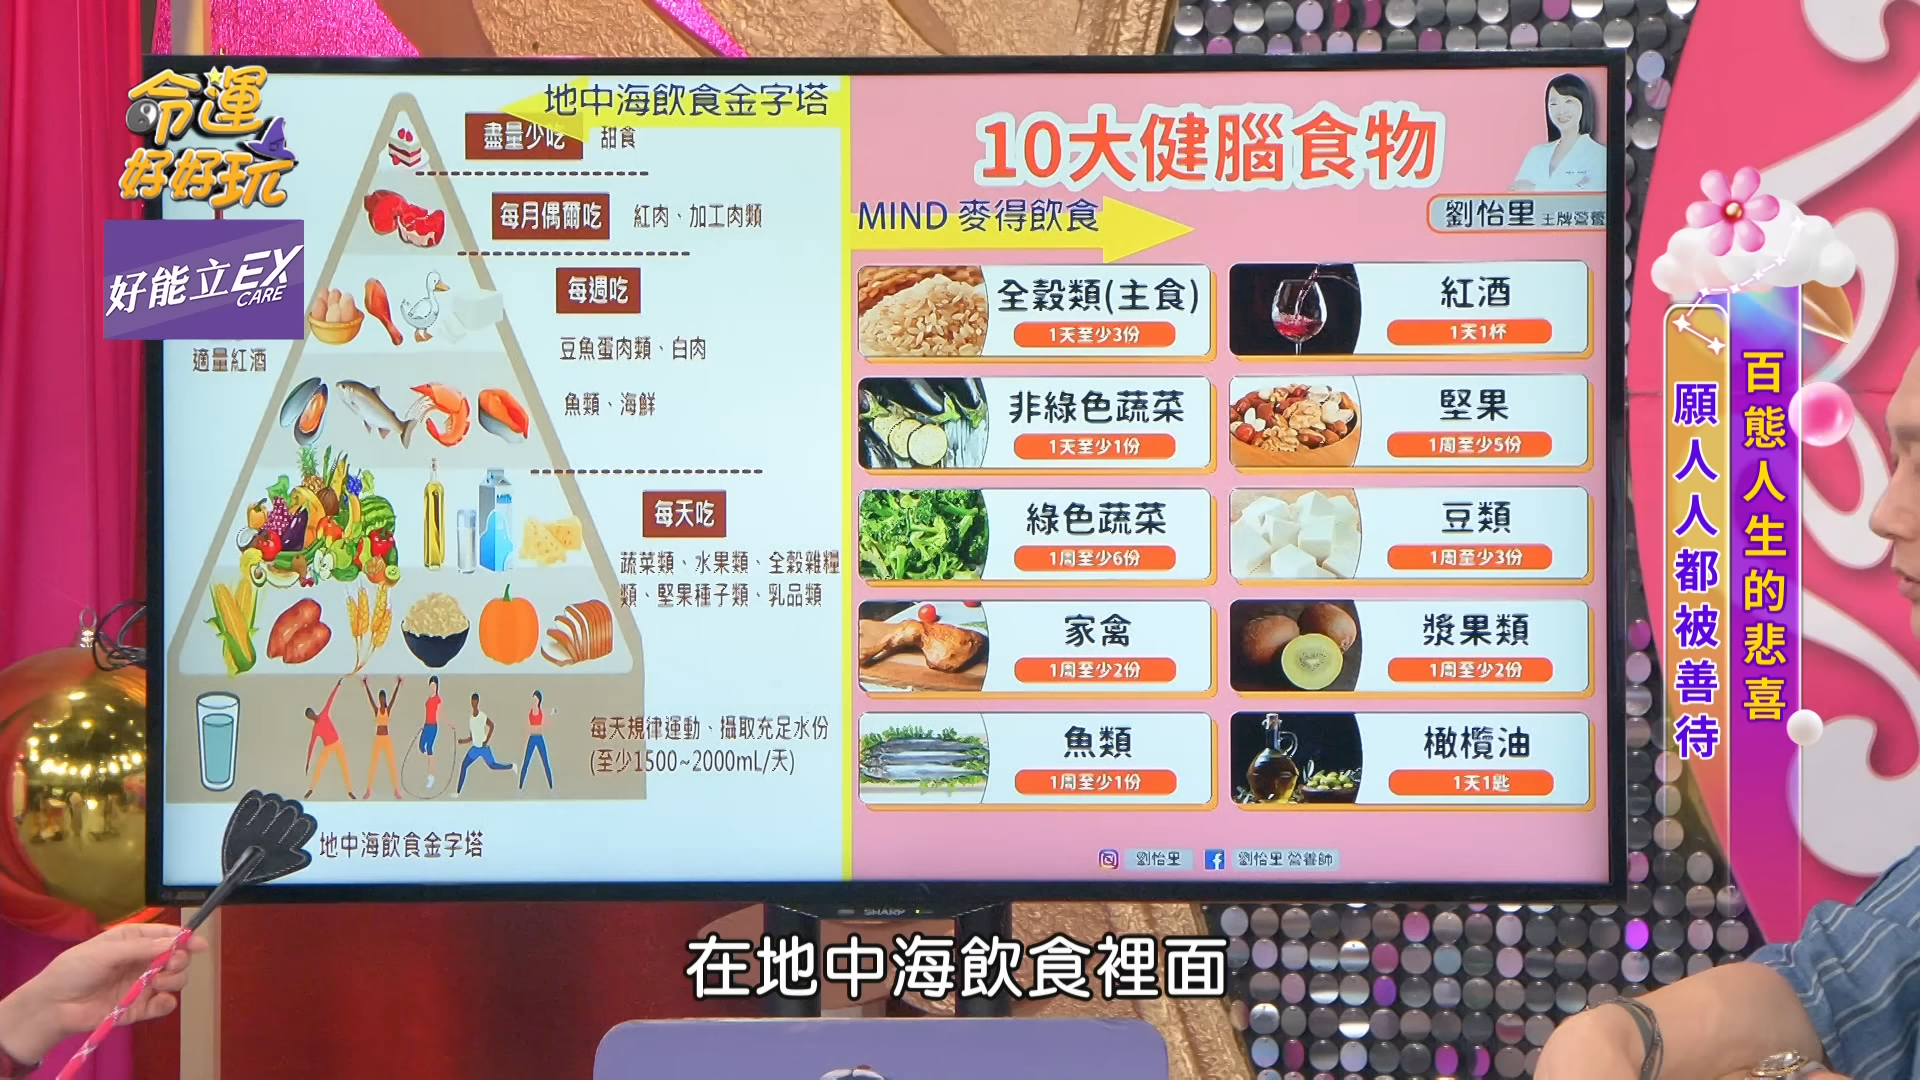 命運
好好玩
好能立EX
CARE
適量紅酒
地中海飲食金字塔
盡量少吃
甜食
每月偶爾吃
紅肉、加工肉類
每週吃
豆魚蛋肉類、白肉
魚類、海鮮
每天吃
蔬菜類、水果類、全穀雜糧
類、堅果種子類、乳品類
每天規律運動、攝取充足水份
(至少1500~2000mL/天)
地中海飲食金字塔
10大健腦食物
劉怡里 王牌營養
MIND 麥得飲食
全穀類(主食)
1天至少3份
非綠色蔬菜
1天至少1份
綠色蔬菜
1周至少6份
家禽
1周至少2份
魚類
1周至少1份
紅酒
1天1杯
堅果
1周至少5份
豆類
1周至少3份
漿果類
1周至少2份
橄欖油
1天1匙
劉怡里
劉怡里 營養師
SHARP
百態人生的悲喜
願人人都被善待
在地中海飲食裡面